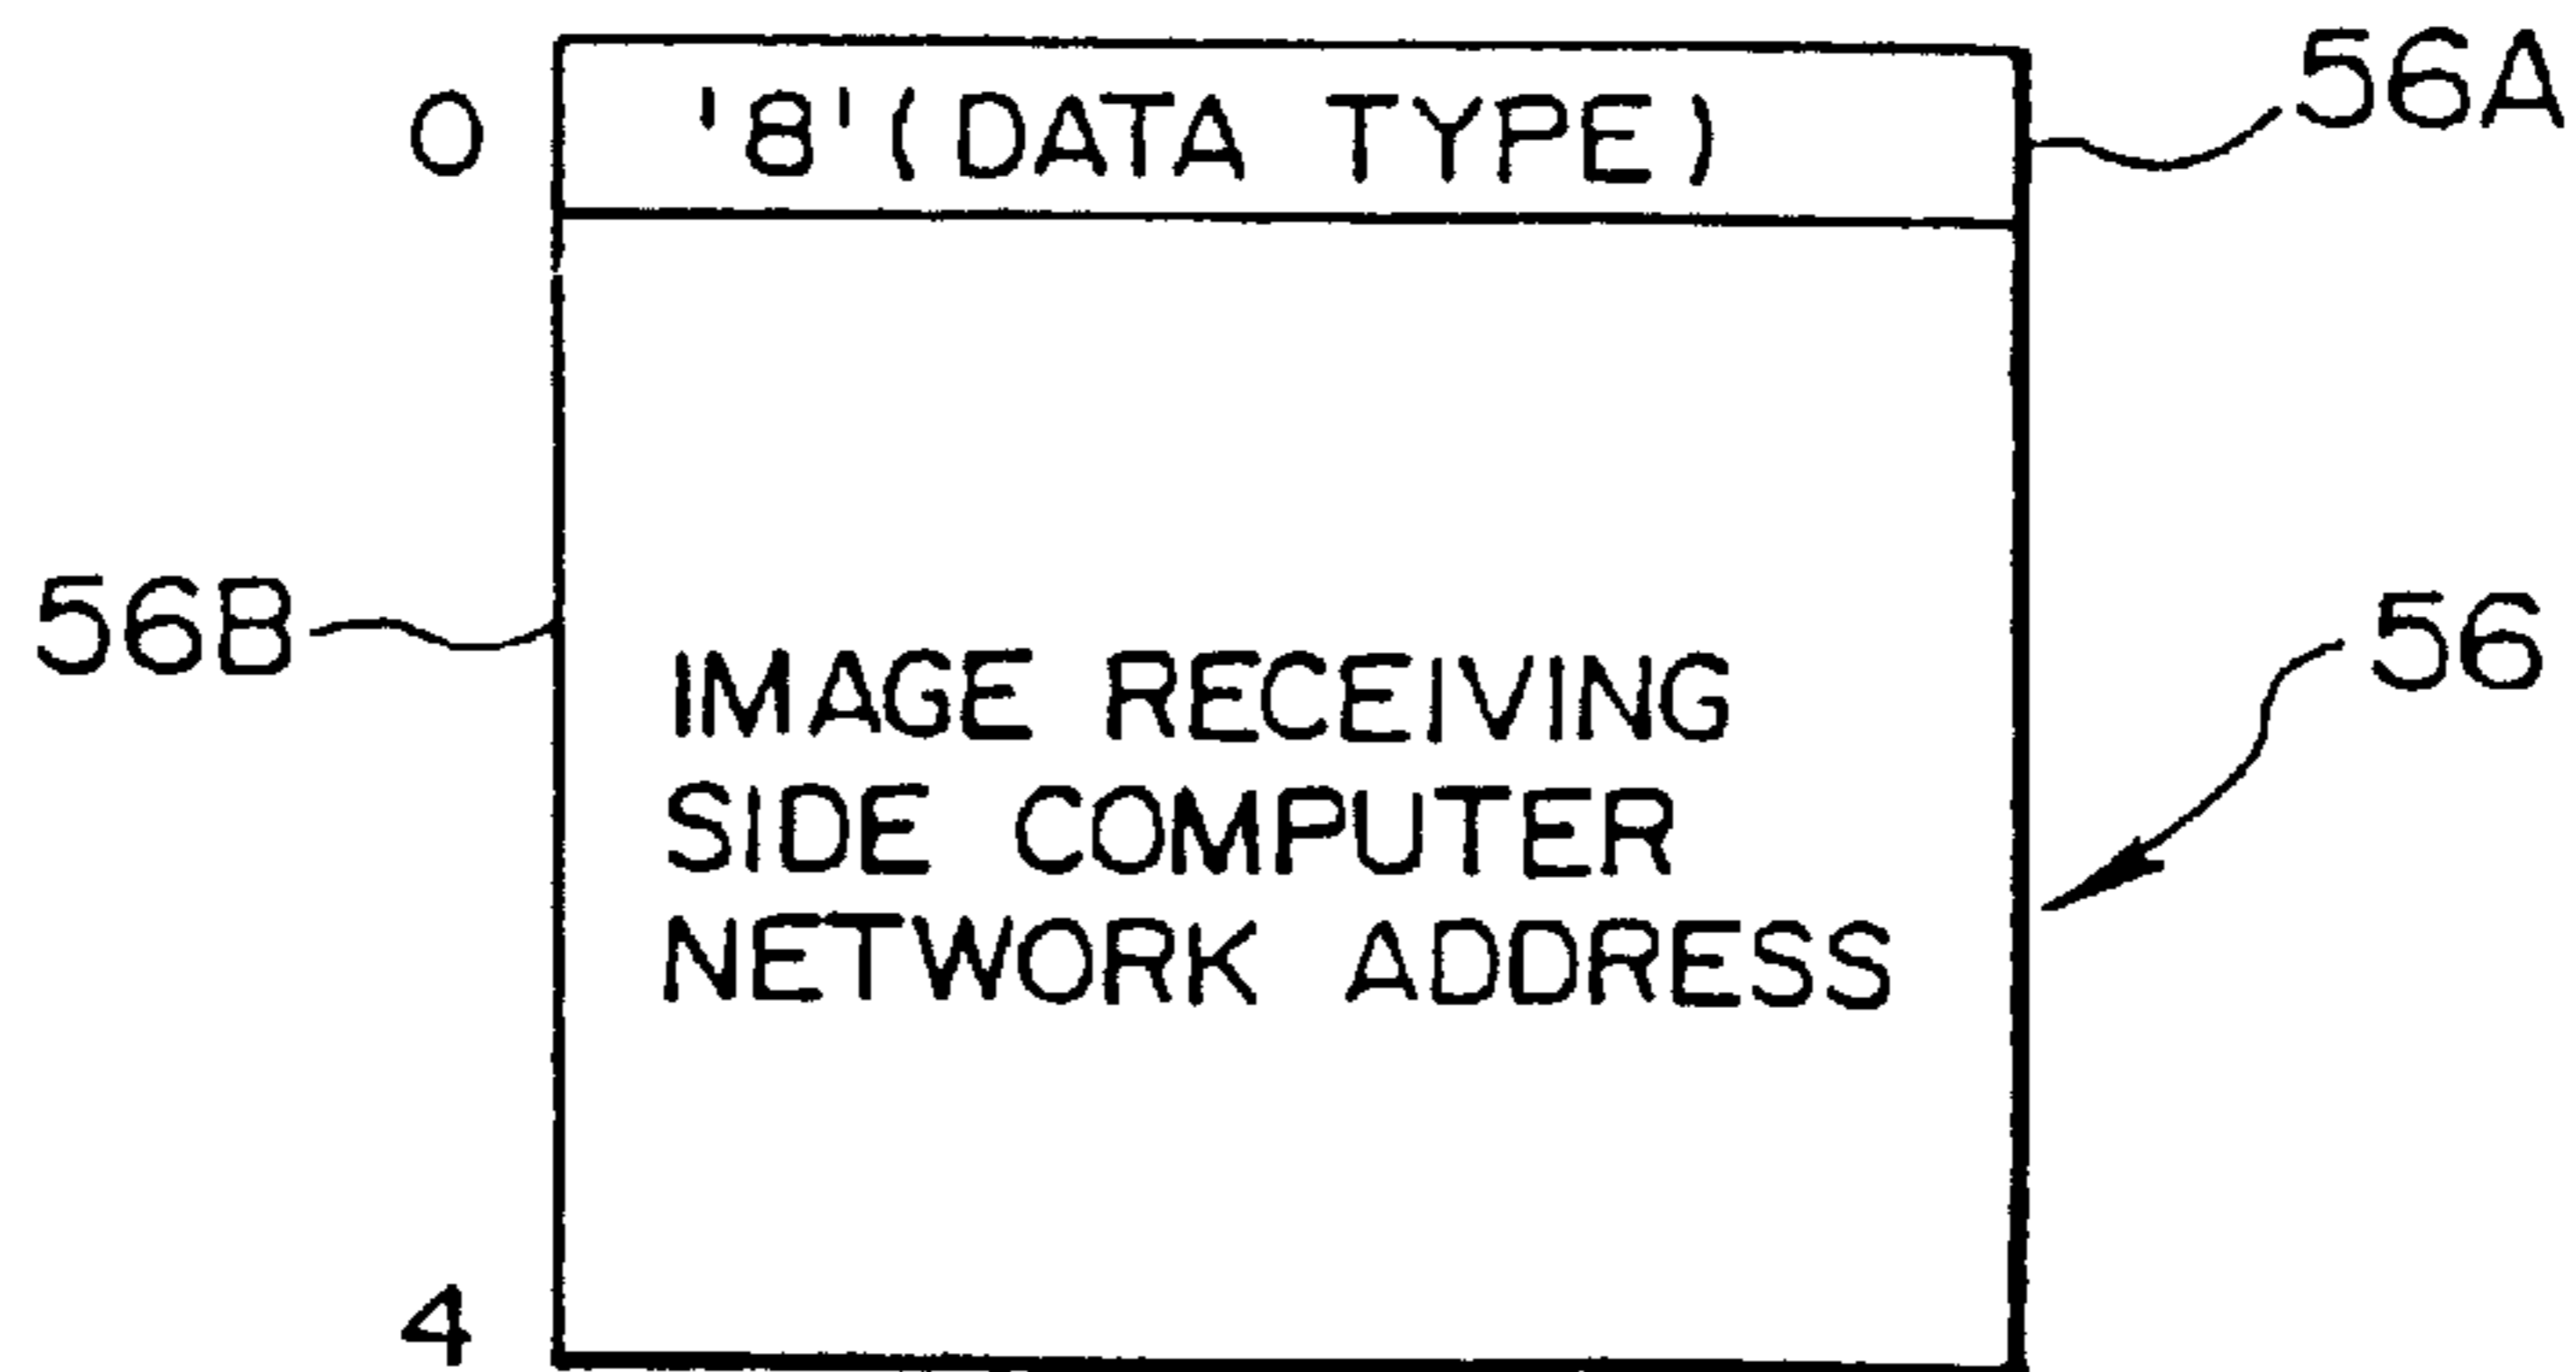 0 '8' (DATA TYPE) 56A
56B
56
IMAGE RECEIVING
SIDE COMPUTER
NETWORK ADDRESS
4